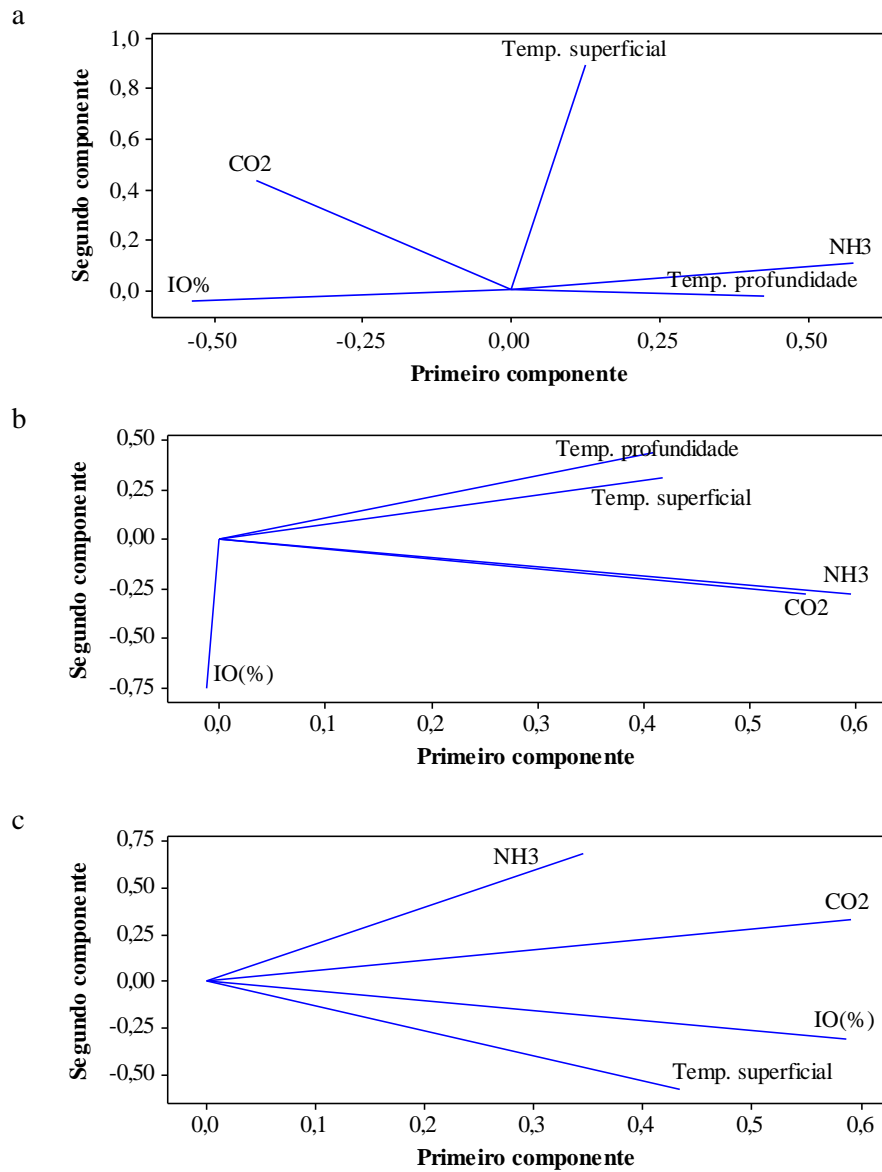 a
1,0
Temp. superficial
0,8
0,6
CO2
0,4
0,2
NH3
Temp. profundidade
IO%
0,0
-0,50
-0,25
0,00
0,25
0,50
Segundo componente
Primeiro componente
b
0,50
Temp. profundidade
0,25
Temp. superficial
0,00
-0,25
NH3
CO2
-0,50
IO(%)
-0,75
0,0
0,1
0,2
0,3
0,4
0,5
0,6
Segundo componente
Primeiro componente
c
0,75
NH3
0,50
CO2
0,25
0,00
-0,25
IO(%)
-0,50
Temp. superficial
0,0
0,1
0,2
0,3
0,4
0,5
0,6
Segundo componente
Primeiro componente